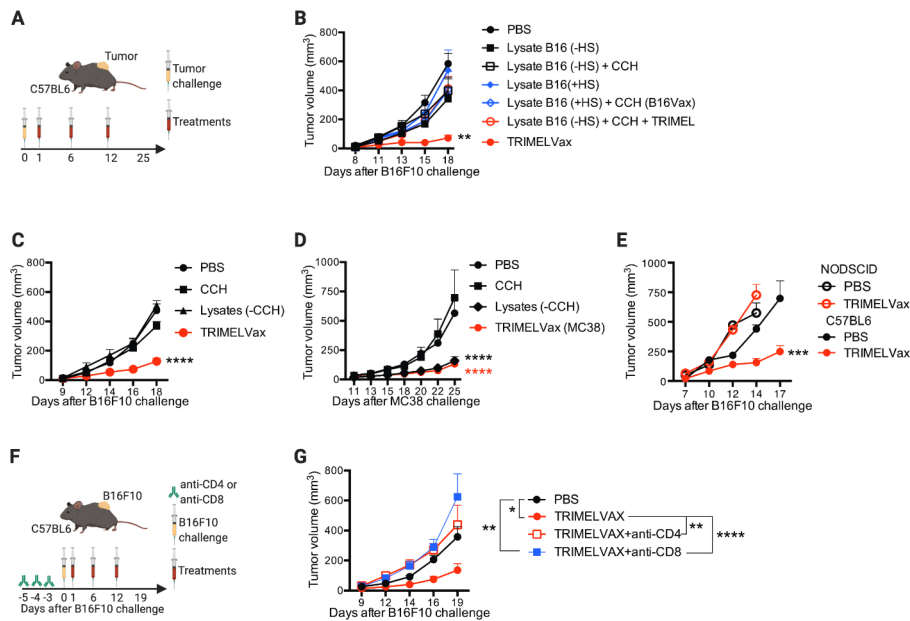 A
Tumor
C57BL6
Tumor
challenge
Treatments
0 1 6 12 25
B
Tumor volume (mm3)
800
600
400
200
0
8 11 13 15 18
Days after B16F10 challenge
**
PBS
Lysate B16 (-HS)
Lysate B16 (-HS) + CCH
Lysate B16(+HS)
Lysate B16 (+HS) + CCH (B16Vax)
Lysate B16 (-HS) + CCH + TRIMEL
TRIMELVax
C
Tumor volume (mm3)
800
600
400
200
0
9 12 14 16 18
Days after B16F10 challenge
PBS
CCH
Lysates (-CCH)
TRIMELVax
****
D
Tumor volume (mm3)
1000
750
500
250
0
11 13 15 18 20 22 25
Days after MC38 challenge
PBS
CCH
Lysates (-CCH)
TRIMELVax (MC38)
****
****
E
Tumor volume (mm3)
1000
750
500
250
0
7 10 12 14 17
Days after B16F10 challenge
NODSCID
PBS
TRIMELVax
C57BL6
PBS
TRIMELVax
***
F
B16F10
C57BL6
anti-CD4 or
anti-CD8
B16F10
challenge
Treatments
-5 -4 -3 0 1 6 12 19
Days after B16F10 challenge
G
Tumor volume (mm3)
800
600
400
200
0
9 12 14 16 19
Days after B16F10 challenge
PBS
TRIMELVAX
TRIMELVAX+anti-CD4
TRIMELVAX+anti-CD8
**
*
**
****